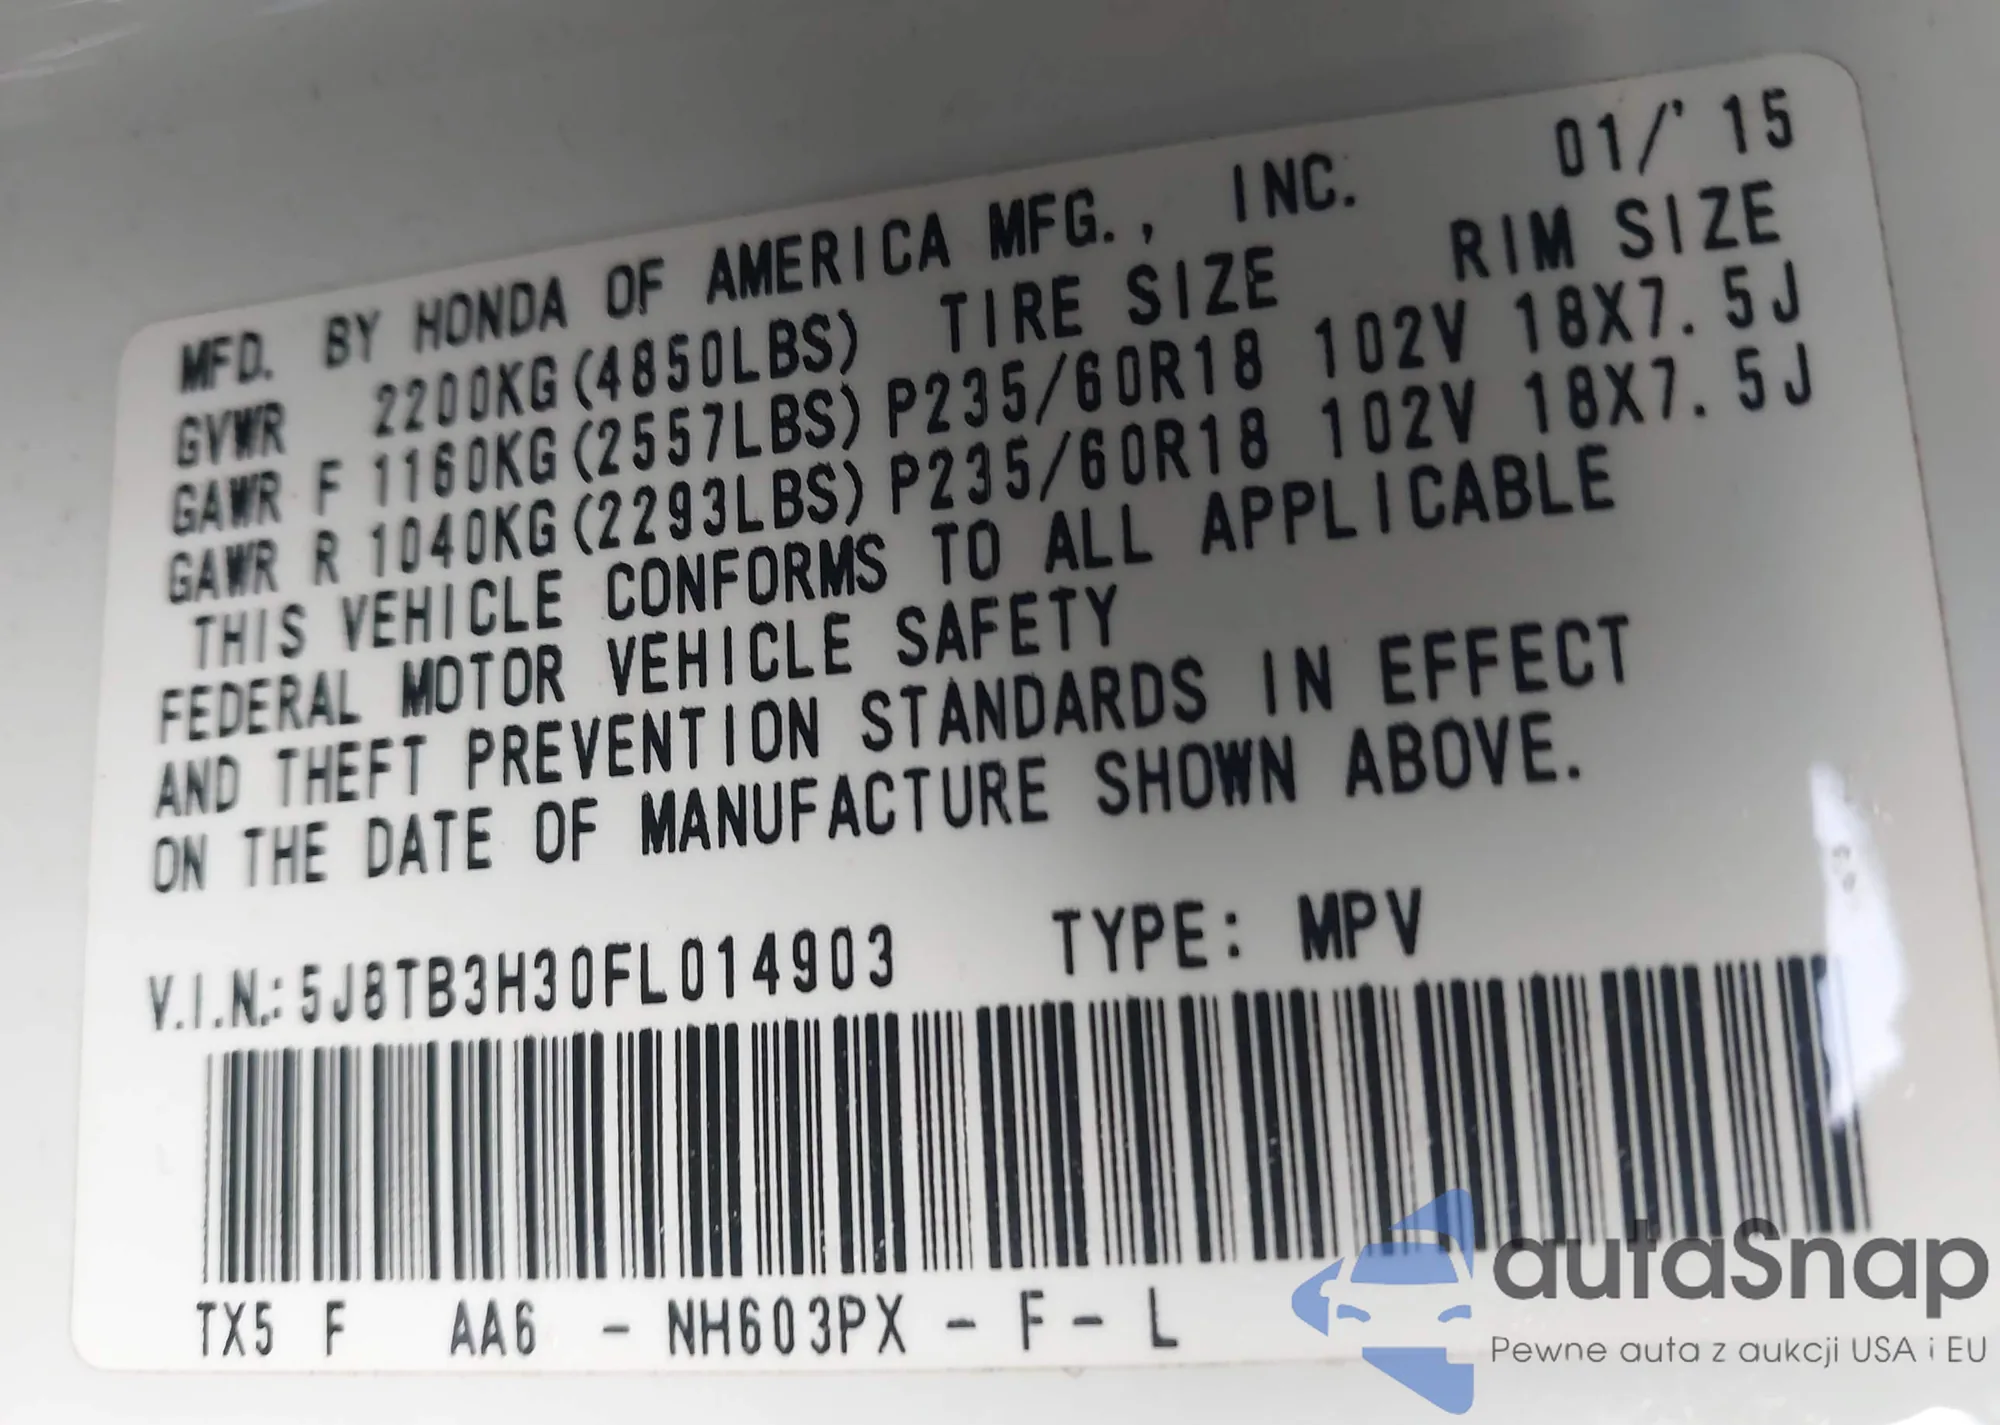 MFD. BY HONDA OF AMERICA MFG., INC. 01/'15
GVWR 2200KG(4850LBS) TIRE SIZE RIM SIZE
GAWR F 1160KG(2557LBS) P235/60R18 102V 18X7.5J
GAWR R 1040KG(2293LBS) P235/60R18 102V 18X7.5J
THIS VEHICLE CONFORMS TO ALL APPLICABLE
FEDERAL MOTOR VEHICLE SAFETY
AND THEFT PREVENTION STANDARDS IN EFFECT
ON THE DATE OF MANUFACTURE SHOWN ABOVE.
V.I.N.: 5J8TB3H30FL014903 TYPE: MPV
TX5 F AA6 - NH603PX - F - L
autaSnap
Pewne auta z aukcji USA i EU